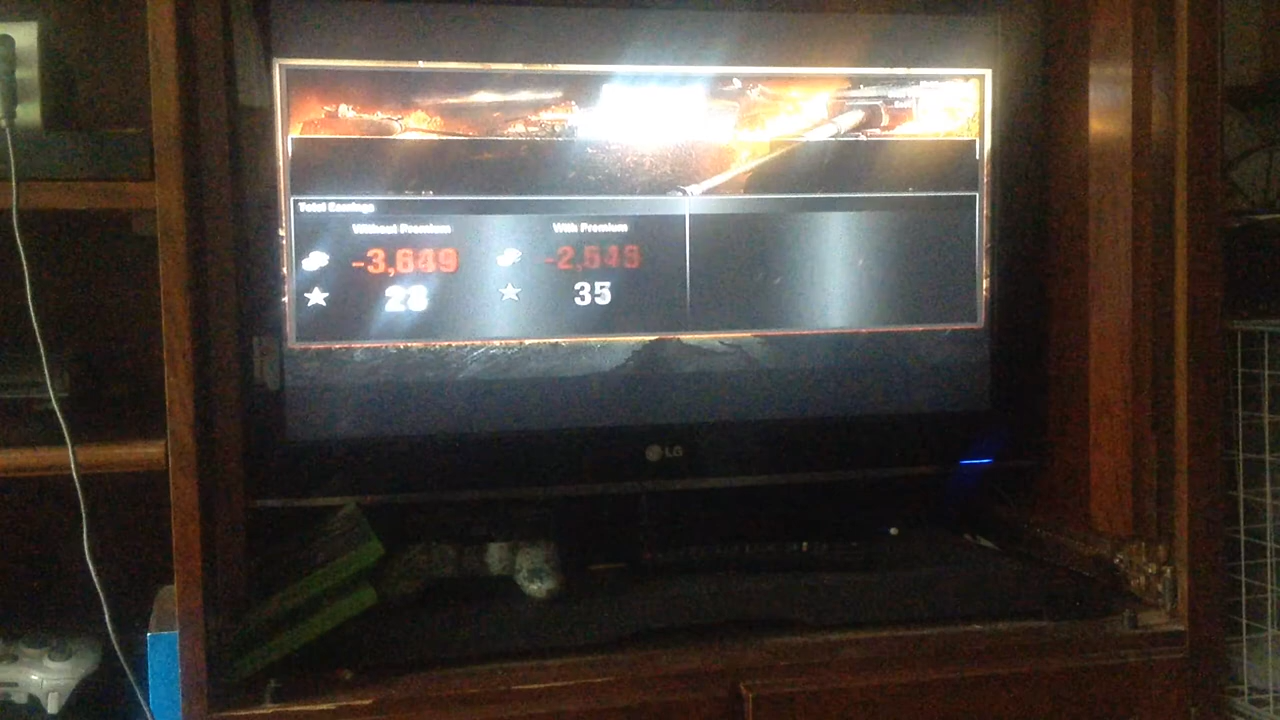 Total Earnings
Without Premium With Premium
-3,649 -2,549
28 35
LG